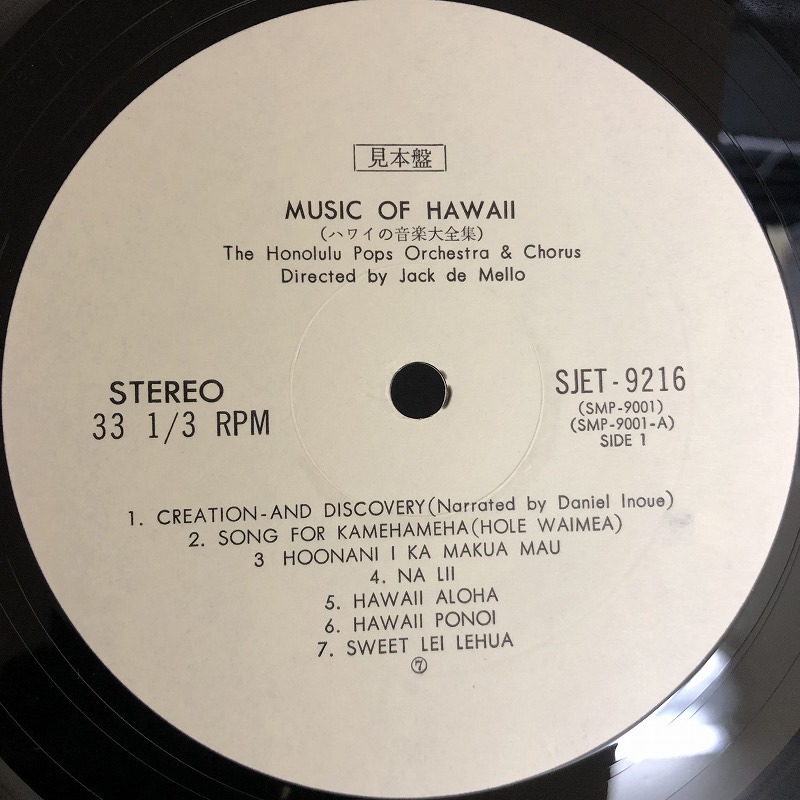 見本盤
MUSIC OF HAWAII
(ハワイの音楽大全集)
The Honolulu Pops Orchestra & Chorus
Directed by Jack de Mello
STEREO
33 1/3 RPM
SJET-9216
(SMP-9001)
(SMP-9001-A)
SIDE 1
1. CREATION-AND DISCOVERY(Narrated by Daniel Inoue)
2. SONG FOR KAMEHAMEHA(HOLE WAIMEA)
3 HOONANI I KA MAKUA MAU
4. NA LII
5. HAWAII ALOHA
6. HAWAII PONOI
7. SWEET LEI LEHUA
⑦